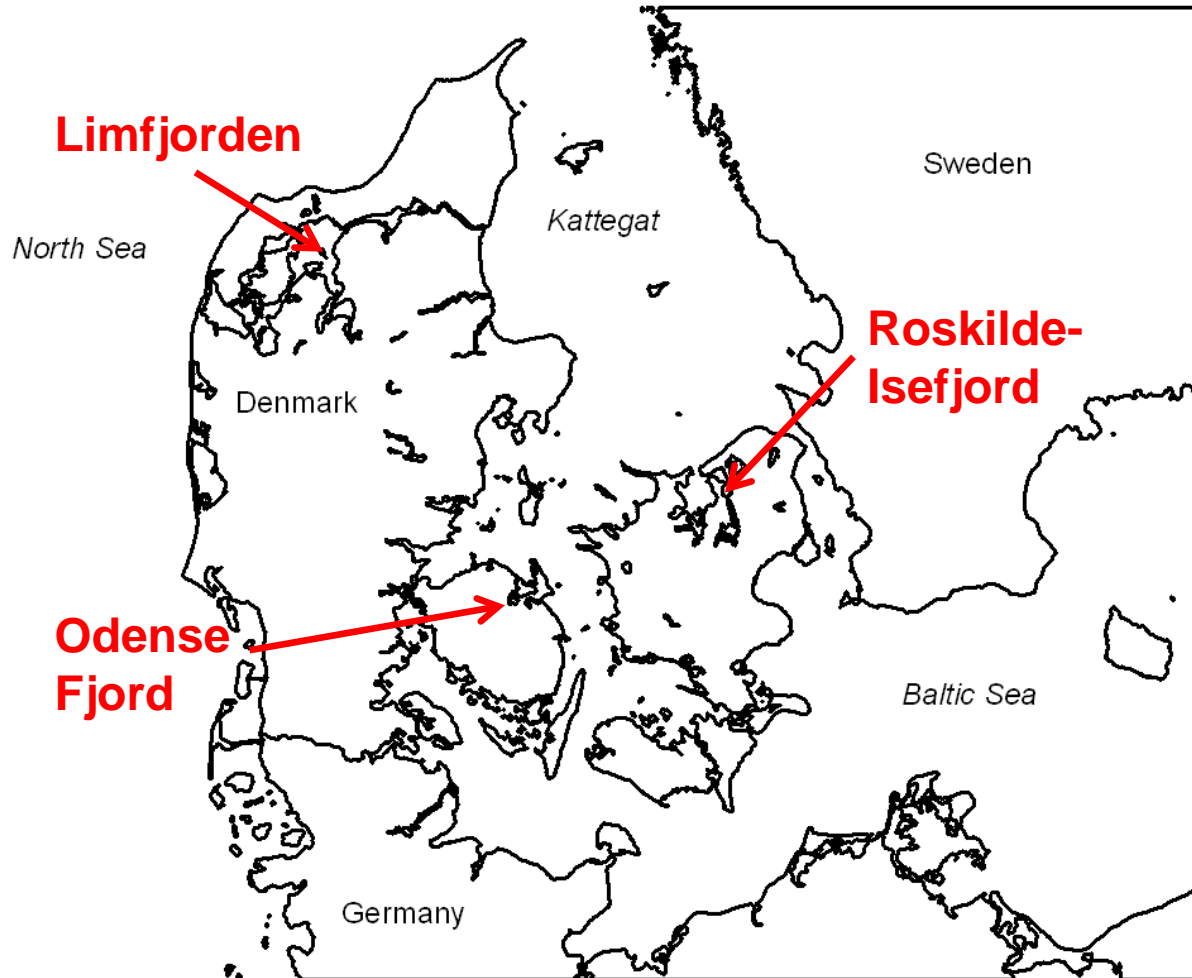 Limfjorden
Sweden
Kattegat
North Sea
Roskilde-
Isefjord
Denmark
Odense
Fjord
Baltic Sea
Germany